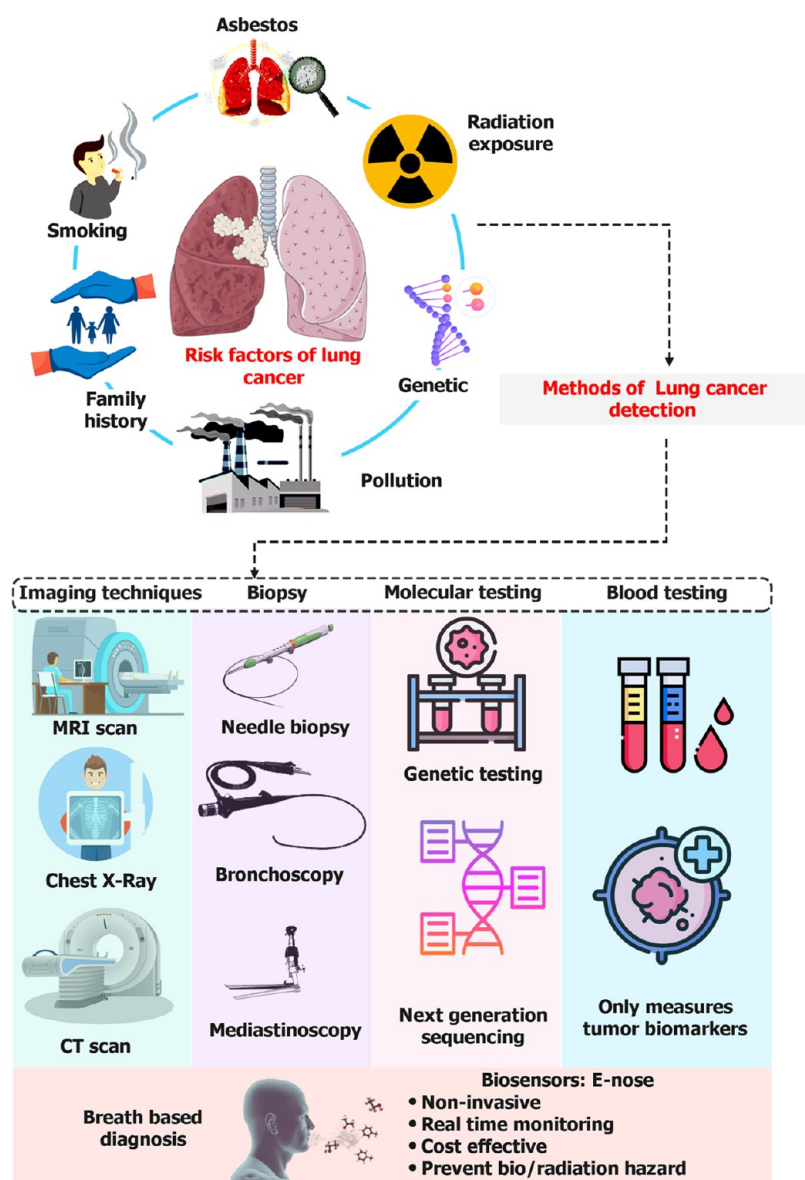 Asbestos
Radiation
exposure
Smoking
Risk factors of lung
cancer
Family
history
Genetic
Pollution
Methods of Lung cancer
detection
Imaging techniques
Biopsy
Molecular testing
Blood testing
MRI scan
Chest X-Ray
CT scan
Needle biopsy
Bronchoscopy
Mediastinoscopy
Genetic testing
Next generation
sequencing
Only measures
tumor biomarkers
Breath based
diagnosis
Biosensors: E-nose
• Non-invasive
• Real time monitoring
• Cost effective
• Prevent bio/radiation hazard